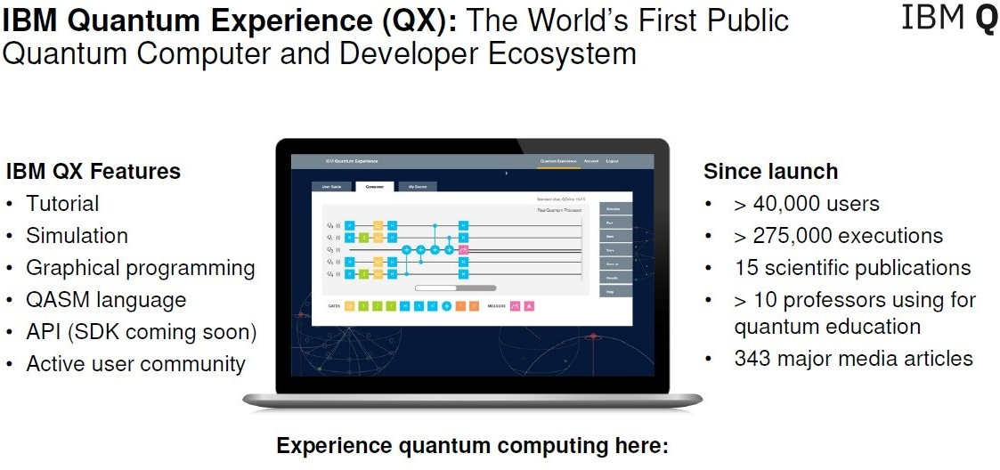 IBM Quantum Experience (QX): The World's First Public
Quantum Computer and Developer Ecosystem
IBM Q
IBM QX Features
• Tutorial
• Simulation
• Graphical programming
• QASM language
• API (SDK coming soon)
• Active user community
IBM Quantum Experience
Quantum Experience Account Logout
User Guide Composer My Scores
Standard User
Real Quantum Processor
Simulate
Run
Save
Save as
Results
Help
GATES
MEASURE
Since launch
• > 40,000 users
• > 275,000 executions
• 15 scientific publications
• > 10 professors using for
quantum education
• 343 major media articles
Experience quantum computing here: